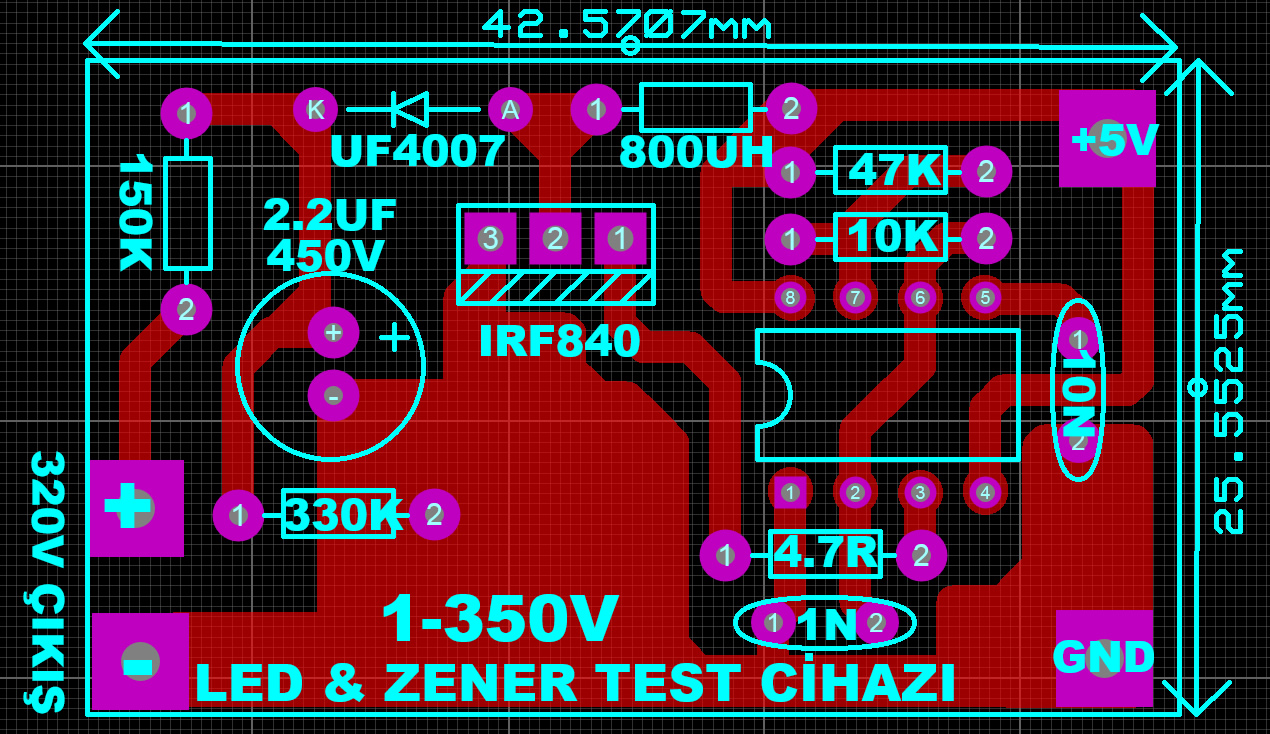 42.5707mm
1
K
A
1
2
+5V
UF4007
800UH
150K
1
47K
2
2.2UF
450V
3
2
1
1
10K
2
2
8
7
6
5
+
+
IRF840
1
10N
2
-
25.5525mm
320V ÇIKIŞ
+
1
330K
2
1
2
3
4
1
4.7R
2
1-350V
1
1N
2
-
LED & ZENER TEST CİHAZI
GND